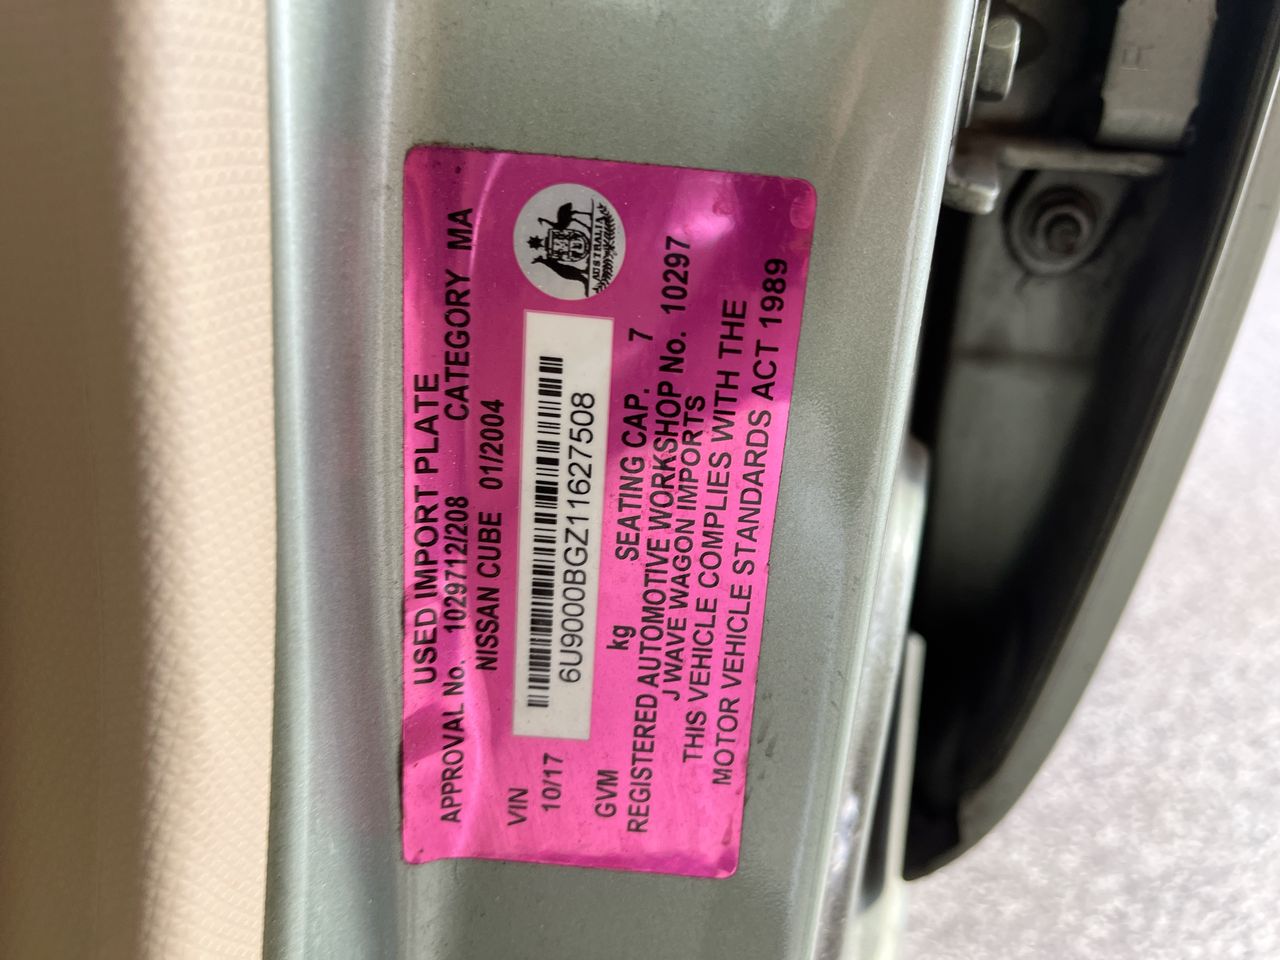 USED IMPORT PLATE
APPROVAL No. 1029712/208 CATEGORY MA
NISSAN CUBE 01/2004
VIN
6U9000BGZ11627508
10/17
AUSTRALIA
GVM kg SEATING CAP. 7
REGISTERED AUTOMOTIVE WORKSHOP No. 10297
J WAVE WAGON IMPORTS
THIS VEHICLE COMPLIES WITH THE
MOTOR VEHICLE STANDARDS ACT 1989